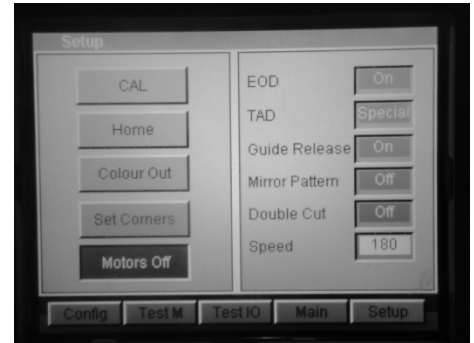 Setup
CAL
Home
Colour Out
Set Corners
Motors Off
EOD On
TAD Special
Guide Release On
Mirror Pattern Off
Double Cut Off
Speed 180
Config Test M Test IO Main Setup